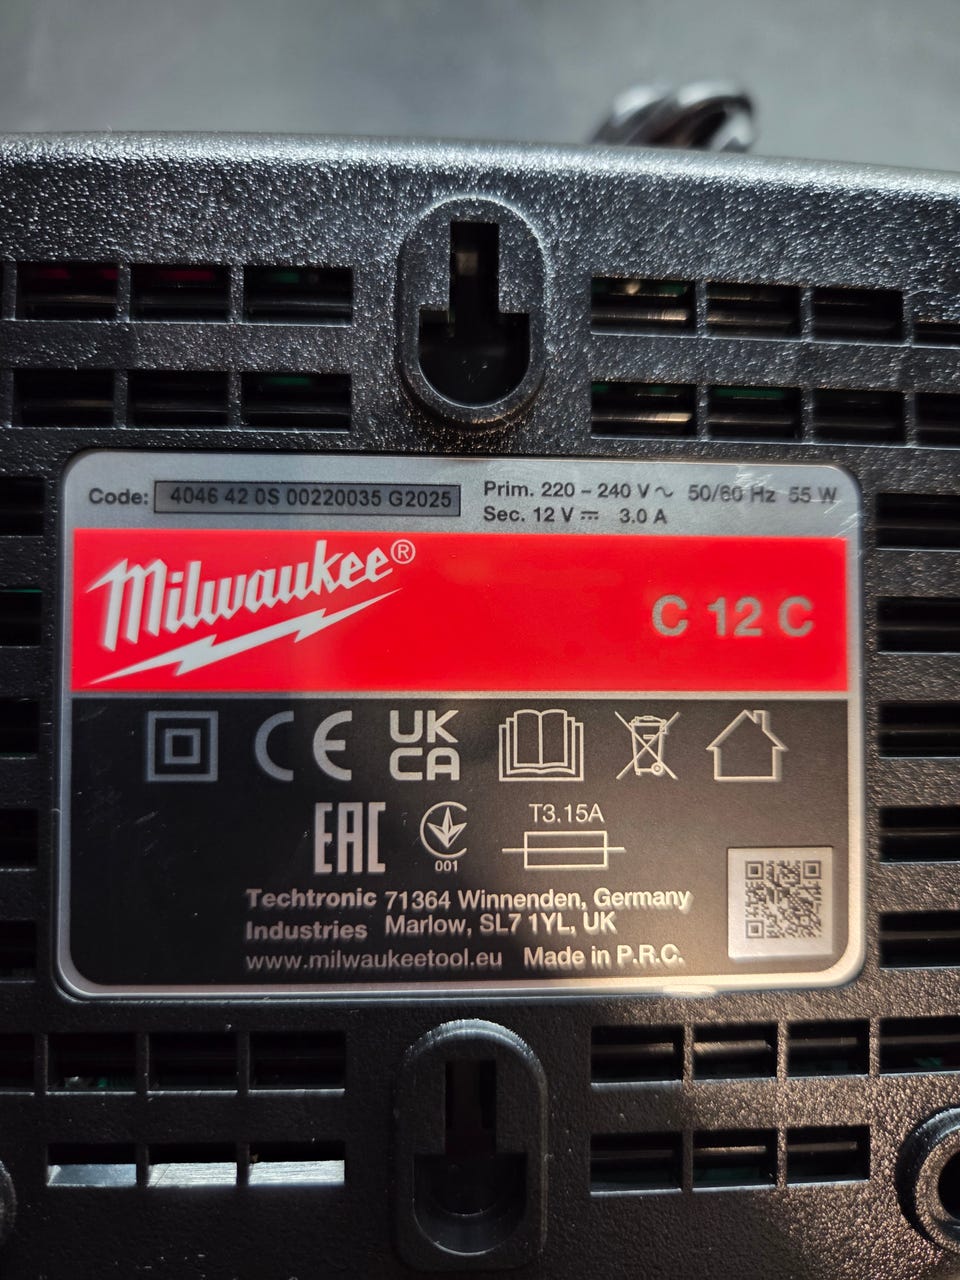 Code: 4046 42 0S 00220035 G2025
Prim. 220 – 240 V ~ 50/60 Hz 55 W
Sec. 12 V ⎓ 3.0 A
Milwaukee®
C 12 C
CE
UK
CA
EAC
001
T3.15A
Techtronic Industries
71364 Winnenden, Germany
Marlow, SL7 1YL, UK
www.milwaukeetool.eu Made in P.R.C.